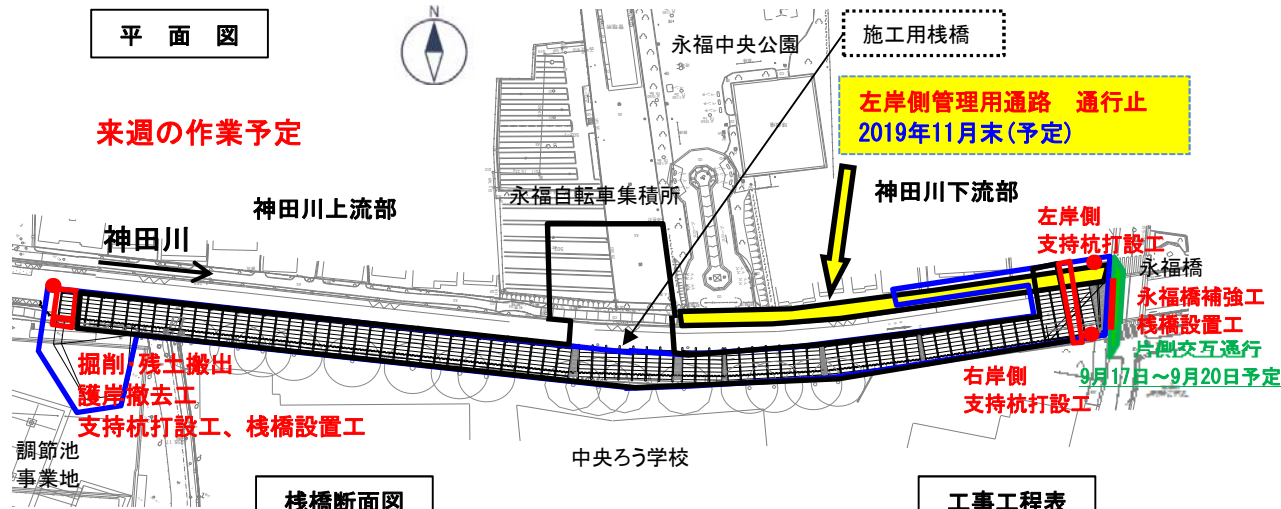 平 面 図
N
永福中央公園
施工用桟橋
左岸側管理用通路 通行止
2019年11月末(予定)
来週の作業予定
神田川上流部
永福自転車集積所
神田川下流部
神田川
左岸側
支持杭打設工
永福橋
永福橋補強工
桟橋設置工
片側交互通行
9月17日～9月20日予定
掘削、残土搬出
護岸撤去工
支持杭打設工、桟橋設置工
右岸側
支持杭打設工
調節池
事業地
中央ろう学校
桟橋断面図
工事工程表